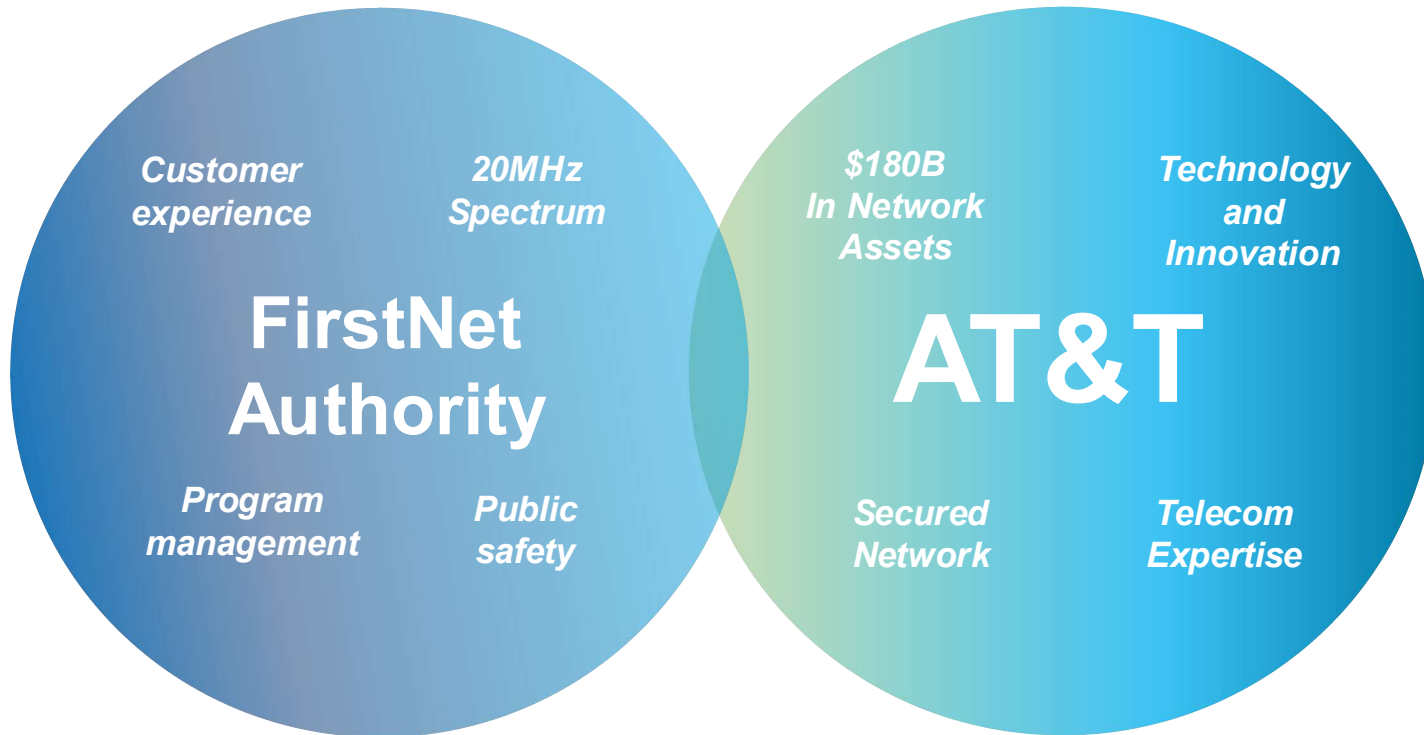 Customer
experience
20MHz
Spectrum
FirstNet
Authority
Program
management
Public
safety
$180B
In Network
Assets
Technology
and
Innovation
AT&T
Secured
Network
Telecom
Expertise